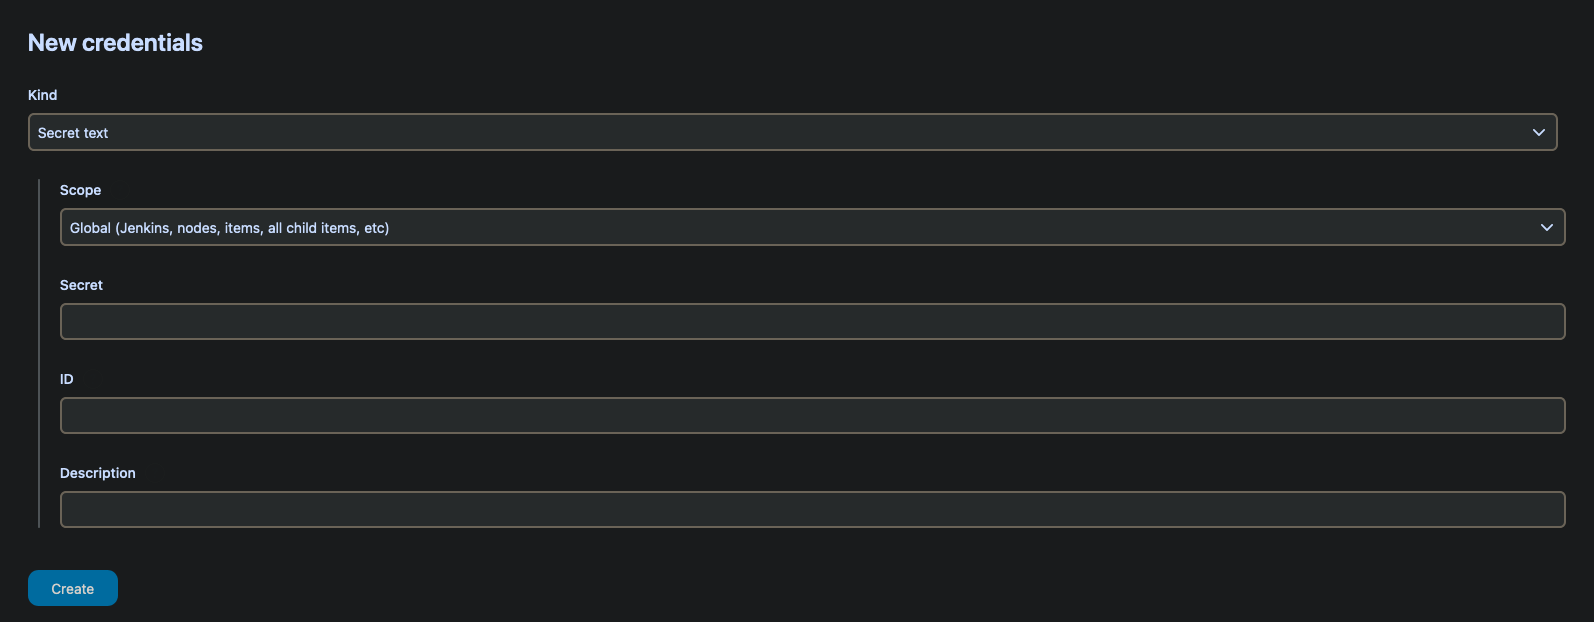 New credentials
Kind
Secret text
Scope
Global (Jenkins, nodes, items, all child items, etc)
Secret
ID
Description
Create